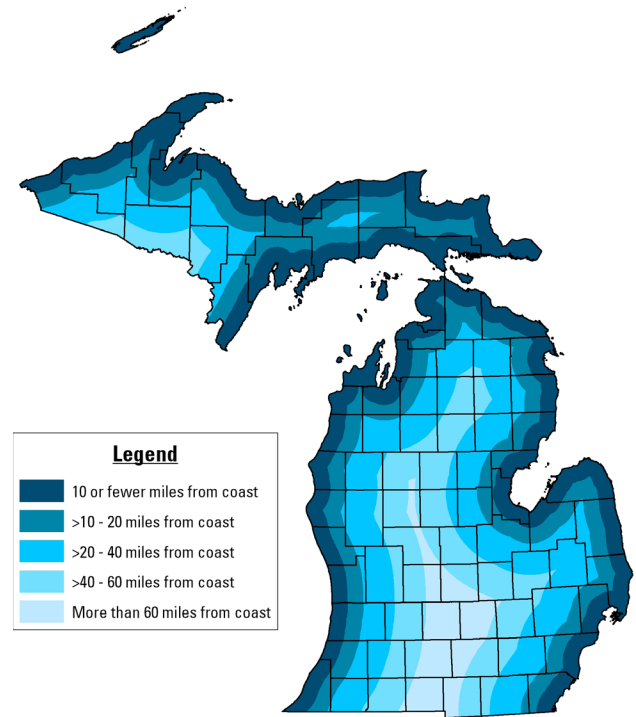 Legend
10 or fewer miles from coast
>10 - 20 miles from coast
>20 - 40 miles from coast
>40 - 60 miles from coast
More than 60 miles from coast